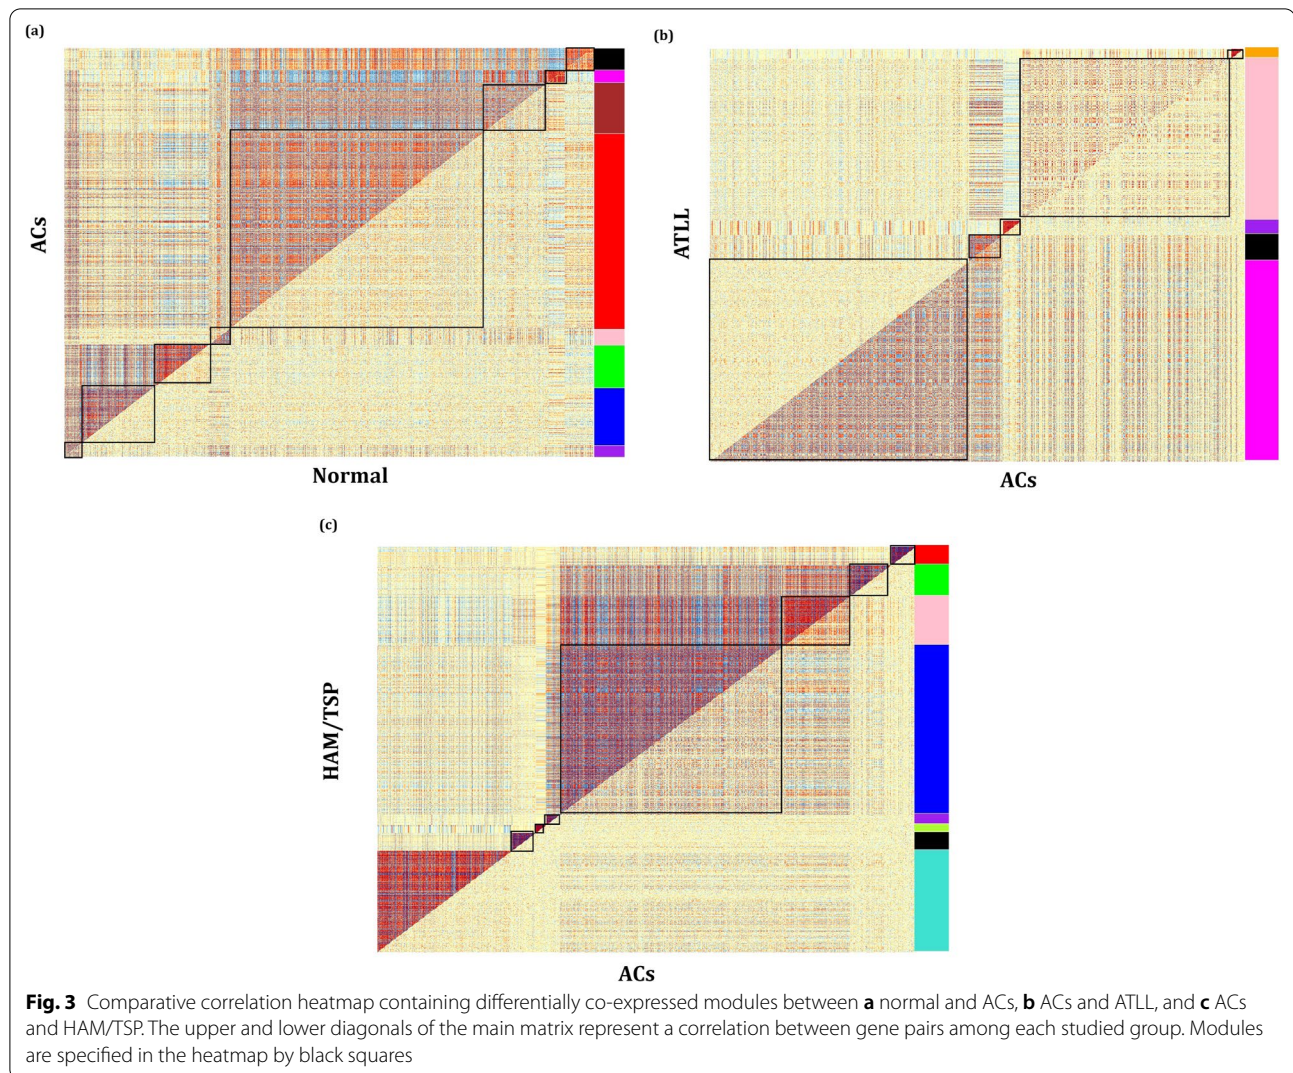 (a)
ACs
Normal
(b)
ATLL
ACs
(c)
HAM/TSP
ACs
Fig. 3 Comparative correlation heatmap containing differentially co-expressed modules between a normal and ACs, b ACs and ATLL, and c ACs
and HAM/TSP. The upper and lower diagonals of the main matrix represent a correlation between gene pairs among each studied group. Modules
are specified in the heatmap by black squares